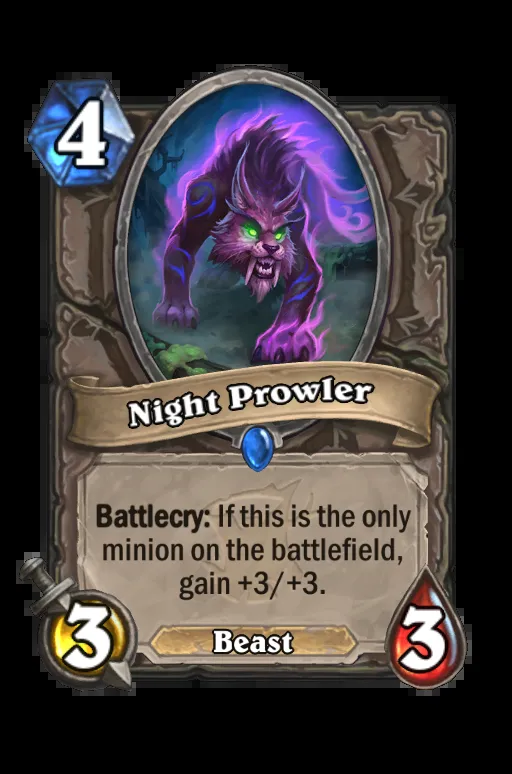 4
Night Prowler
Battlecry: If this is the only
minion on the battlefield,
gain +3/+3.
3
Beast
3